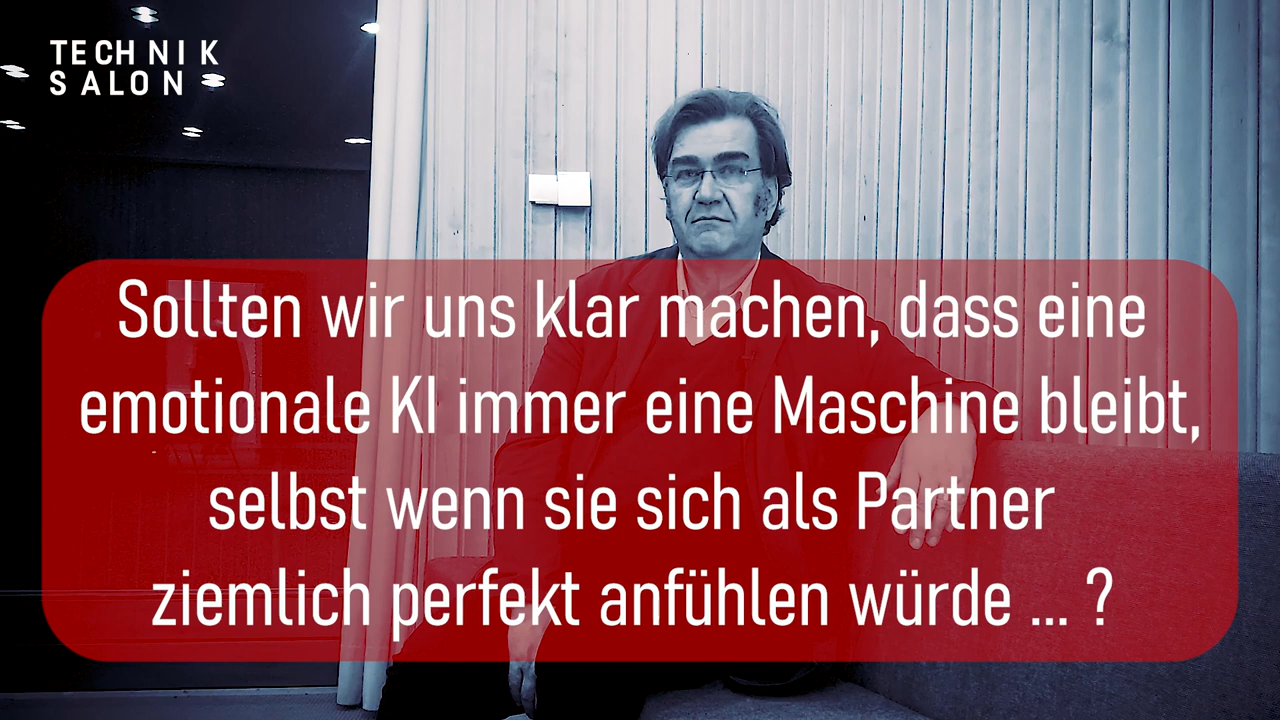 TECHNIK
SALON
Sollten wir uns klar machen, dass eine
emotionale KI immer eine Maschine bleibt,
selbst wenn sie sich als Partner
ziemlich perfekt anfühlen würde ... ?